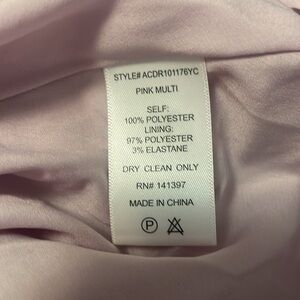 STYLE# ACDR101176YC
PINK MULTI
SELF:
100% POLYESTER
LINING:
97% POLYESTER
3% ELASTANE
DRY CLEAN ONLY
RN# 141397
MADE IN CHINA
P